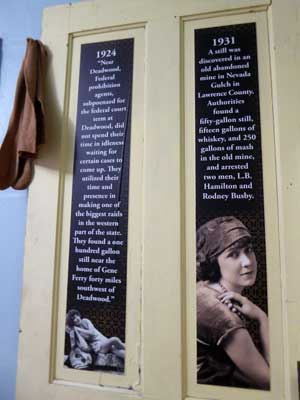 1924
"Near
Deadwood,
Federal
prohibition
agents,
subpoenaed for
the federal court
term at
Deadwood, did
not spend their
time in idleness
waiting for
certain cases to
come up. They
utilized their
time and
presence in
making one of
the biggest raids
in the western
part of the state.
They found a one
hundred gallon
still near the
home of Gene
Ferry forty miles
southwest of
Deadwood."
1931
A still was
discovered in an
old abandoned
mine in Nevada
Gulch in
Lawrence County.
Authorities
found a
fifty-gallon still,
fifteen gallons of
whiskey, and 250
gallons of mash
in the old mine,
and arrested
two men, L.B.
Hamilton and
Rodney Busby.